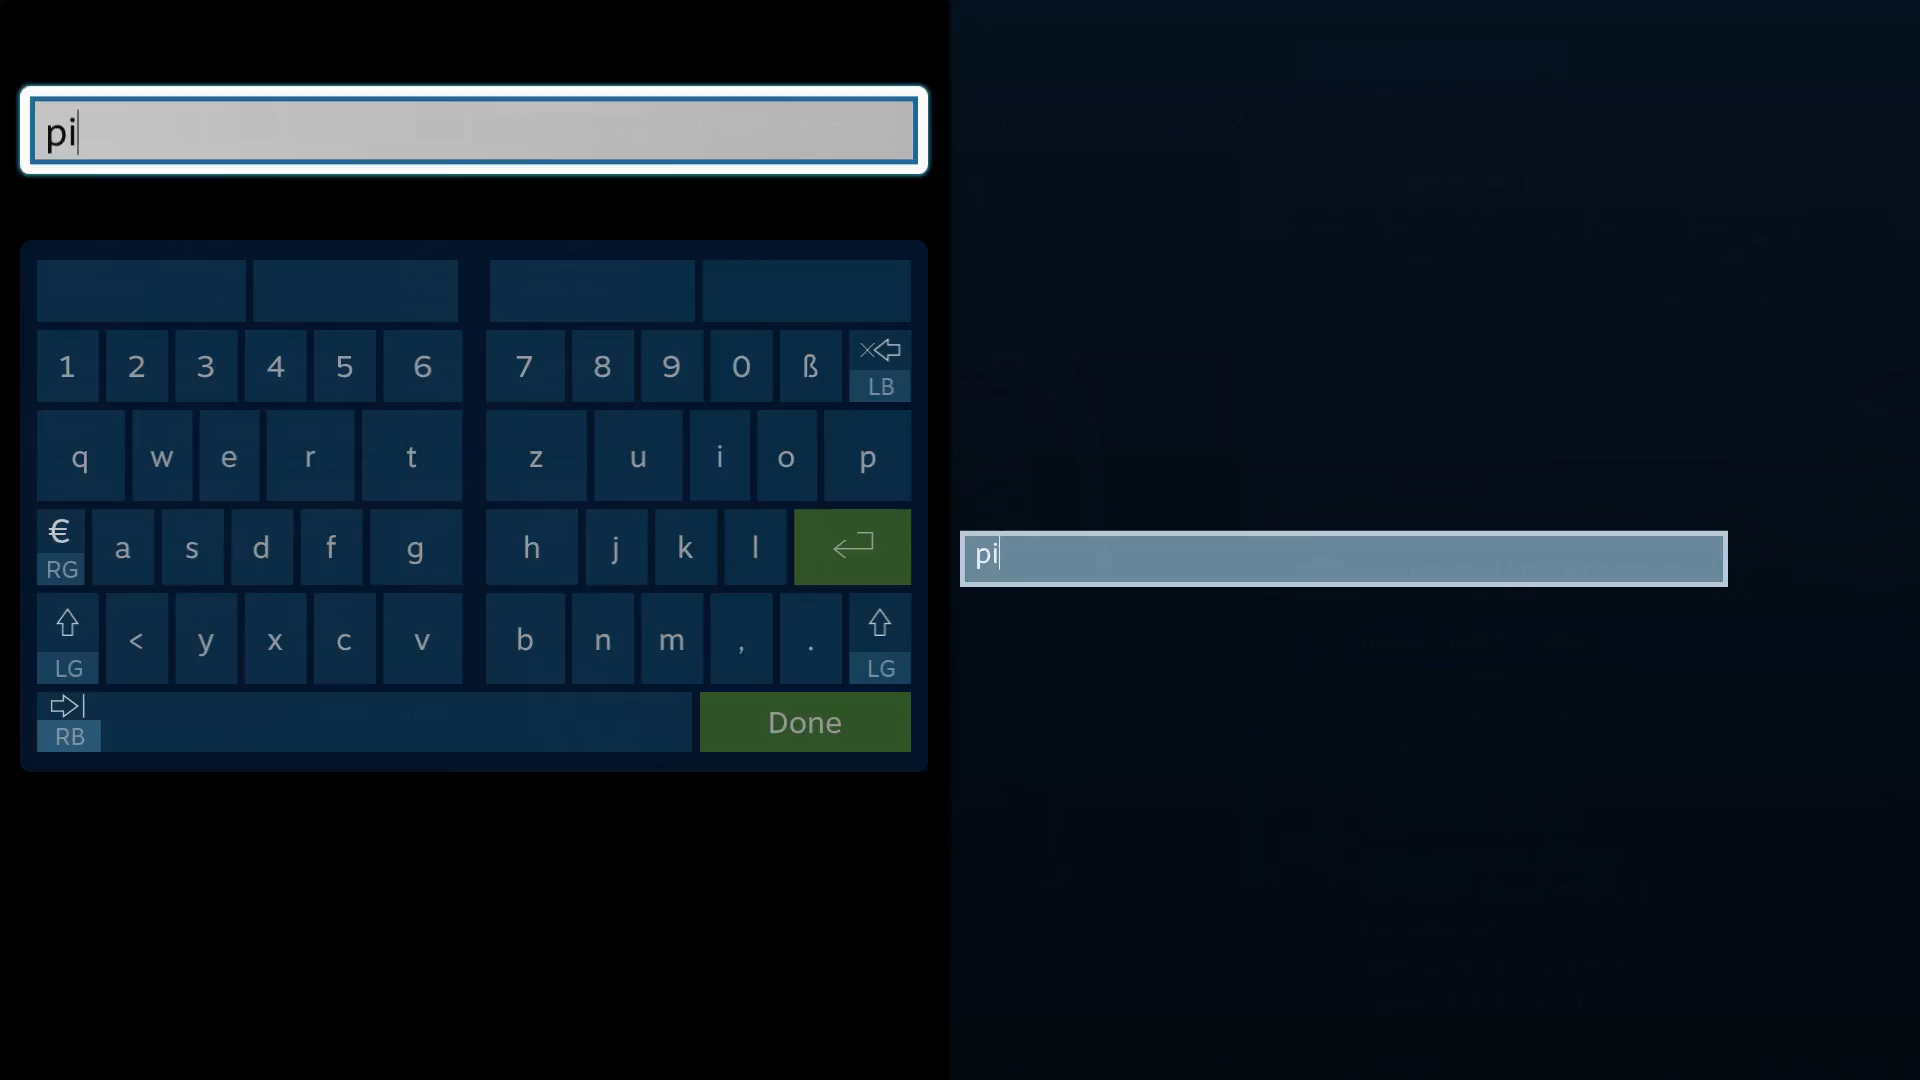 pi
1 2 3 4 5 6 7 8 9 0 ß LB
q w e r t z u i o p
€ RG a s d f g h j k l
LG < y x c v b n m , . LG
RB Done
pi